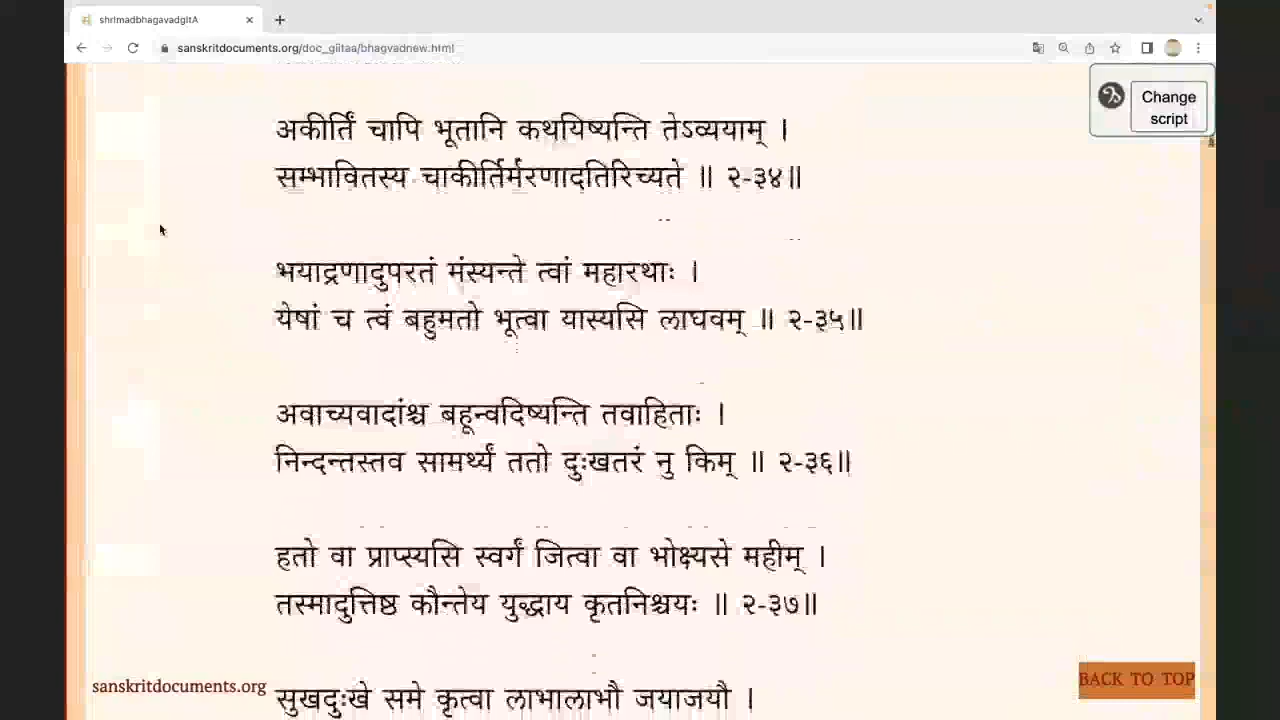 shrImadbhagavadgItA
sanskritdocuments.org/doc_giitaa/bhagvadnew.html
Change
script
अकीर्तिं चापि भूतानि कथयिष्यन्ति तेऽव्ययाम् ।
सम्भावितस्य चाकीर्तिर्मरणादतिरिच्यते ॥ २-३४॥
भयाद्रणादुपरतं मंस्यन्ते त्वां महारथाः ।
येषां च त्वं बहुमतो भूत्वा यास्यसि लाघवम् ॥ २-३५॥
अवाच्यवादांश्च बहून्वदिष्यन्ति तवाहिताः ।
निन्दन्तस्तव सामर्थ्यं ततो दुःखतरं नु किम् ॥ २-३६॥
हतो वा प्राप्स्यसि स्वर्गं जित्वा वा भोक्ष्यसे महीम् ।
तस्मादुत्तिष्ठ कौन्तेय युद्धाय कृतनिश्चयः ॥ २-३७॥
सुखदुःखे समे कृत्वा लाभालाभौ जयाजयौ ।
sanskritdocuments.org
BACK TO TOP